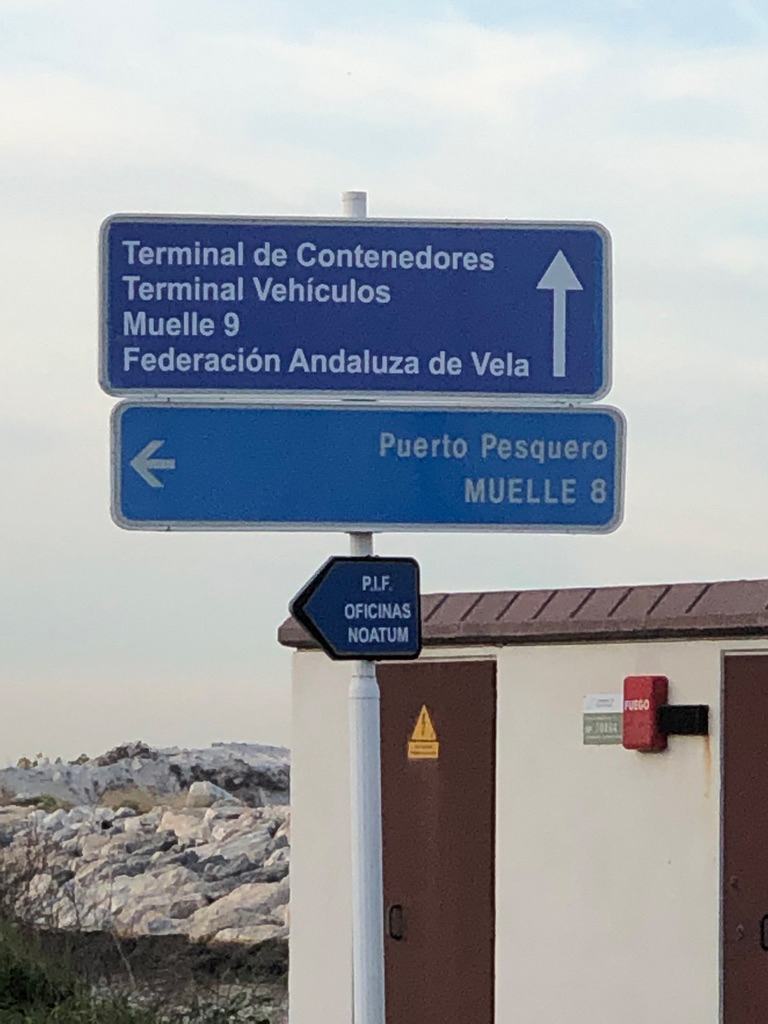 Terminal de Contenedores
Terminal Vehículos
Muelle 9
Federación Andaluza de Vela
Puerto Pesquero
MUELLE 8
P.I.F.
OFICINAS
NOATUM
FUEGO